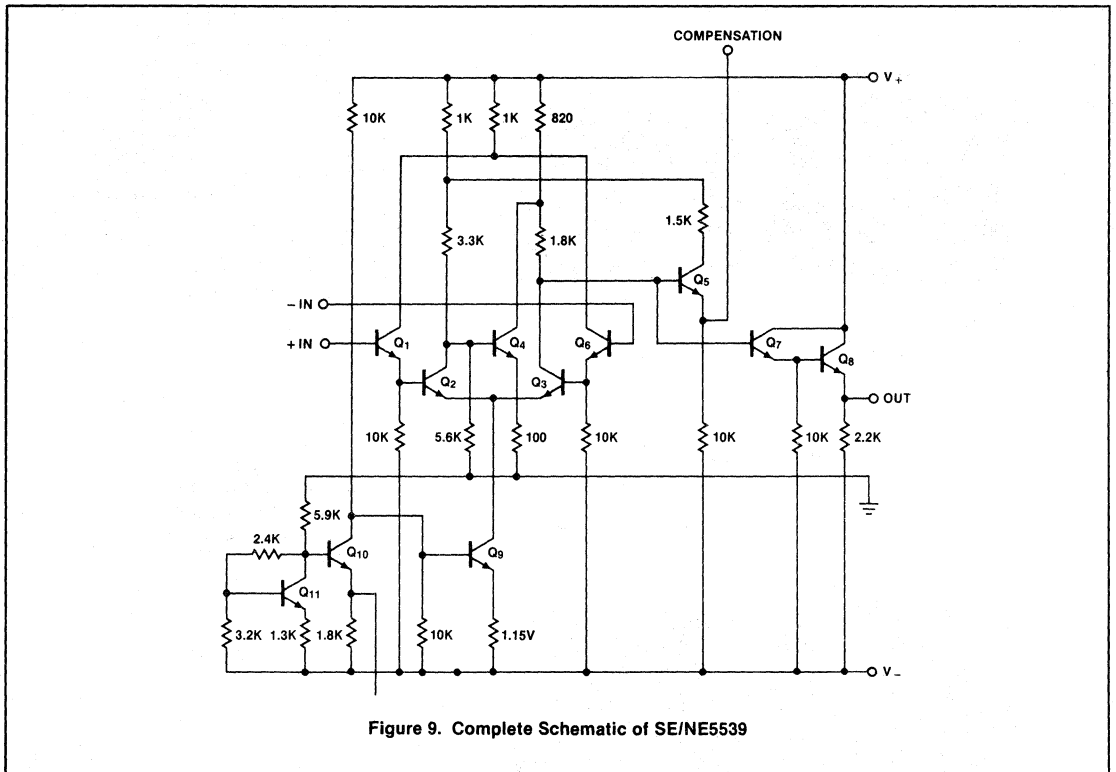 COMPENSATION
V+
10K 1K 1K 820
1.5K
3.3K 1.8K
Q5
– IN
+ IN Q1 Q4 Q6 Q7
Q2 Q3 Q8
OUT
10K 5.6K 100 10K 10K 10K 2.2K
5.9K
2.4K Q10 Q9
Q11
3.2K 1.3K 1.8K 10K 1.15V
V–
Figure 9. Complete Schematic of SE/NE5539